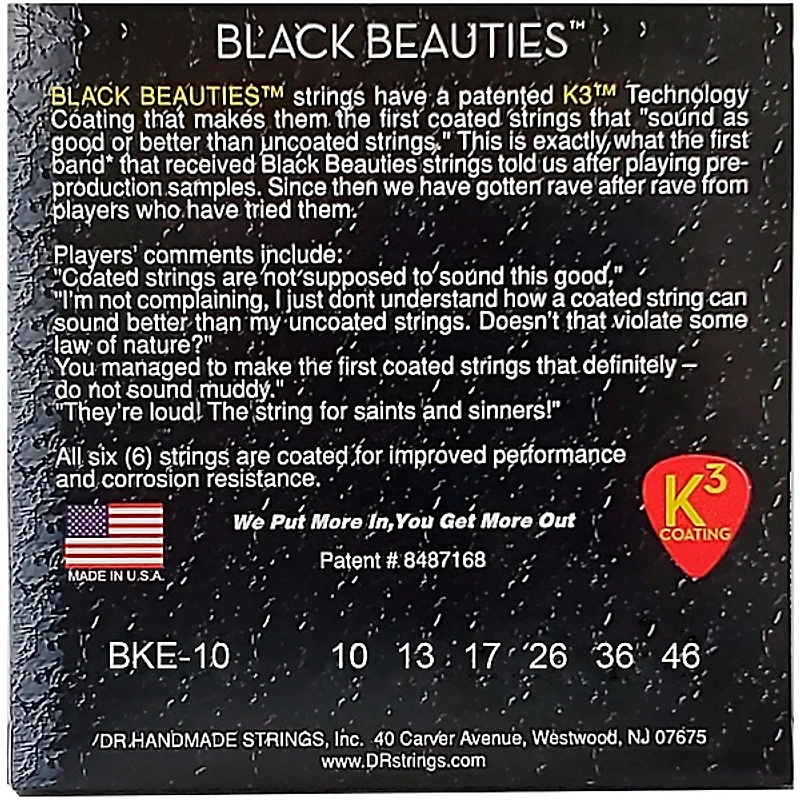 BLACK BEAUTIES™
BLACK BEAUTIES™ strings have a patented K3™ Technology
Coating that makes them the first coated strings that "sound as
good or better than uncoated strings." This is exactly what the first
band* that received Black Beauties strings told us after playing pre-
production samples. Since then we have gotten rave after rave from
players who have tried them.
Players' comments include:
"Coated strings are not supposed to sound this good,"
"I'm not complaining, I just dont understand how a coated string can
sound better than my uncoated strings. Doesn't that violate some
law of nature?"
You managed to make the first coated strings that definitely –
do not sound muddy."
"They're loud! The string for saints and sinners!"
All six (6) strings are coated for improved performance
and corrosion resistance.
K3
COATING
We Put More In, You Get More Out
MADE IN U.S.A.
Patent # 8487168
BKE-10 10 13 17 26 36 46
DR HANDMADE STRINGS, Inc. 40 Carver Avenue, Westwood, NJ 07675
www.DRstrings.com